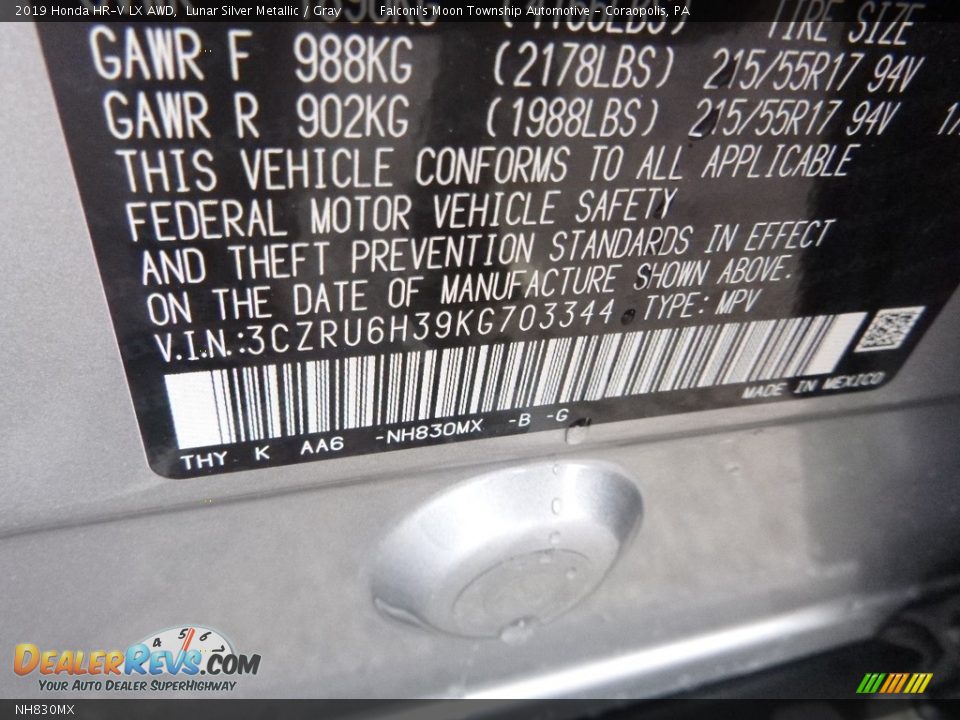 2019 Honda HR-V LX AWD, Lunar Silver Metallic / Gray Falconi's Moon Township Automotive - Coraopolis, PA
TIRE SIZE
GAWR F 988KG (2178LBS) 215/55R17 94V
GAWR R 902KG (1988LBS) 215/55R17 94V
THIS VEHICLE CONFORMS TO ALL APPLICABLE
FEDERAL MOTOR VEHICLE SAFETY
AND THEFT PREVENTION STANDARDS IN EFFECT
ON THE DATE OF MANUFACTURE SHOWN ABOVE.
V.I.N.:3CZRU6H39KG703344 TYPE: MPV
MADE IN MEXICO
THY K AA6 -NH830MX -B -G
4 5 6
DEALERREVS.COM
YOUR AUTO DEALER SUPERHIGHWAY
NH830MX